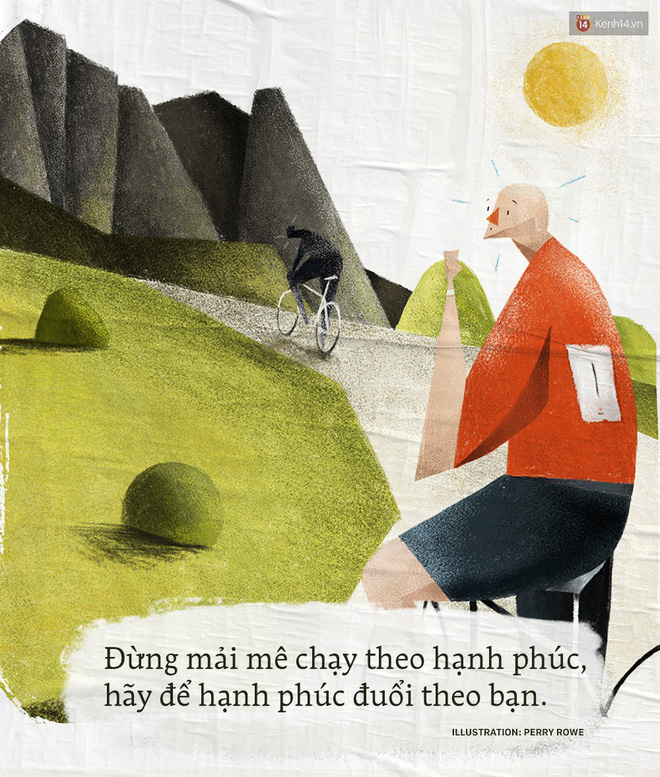 14 Kenh14.vn
Đừng mải mê chạy theo hạnh phúc,
hãy để hạnh phúc đuổi theo bạn.
ILLUSTRATION: PERRY ROWE